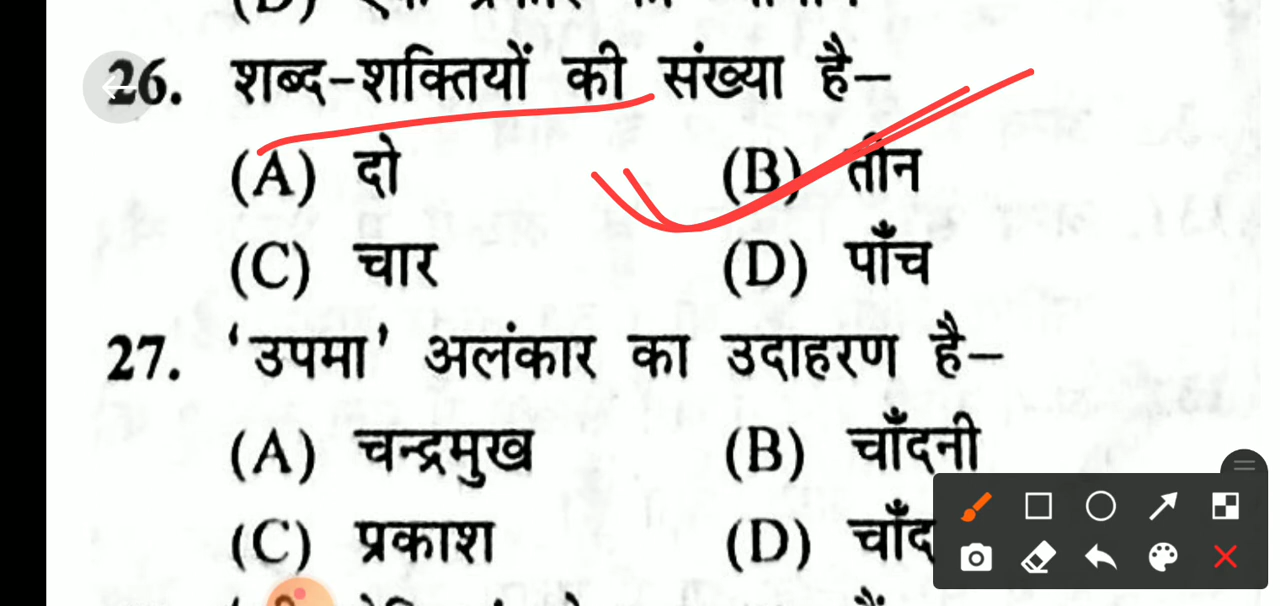 26. शब्द-शक्तियों की संख्या है–
(A) दो (B) तीन
(C) चार (D) पाँच
27. 'उपमा' अलंकार का उदाहरण है–
(A) चन्द्रमुख (B) चाँदनी
(C) प्रकाश (D) चाँद